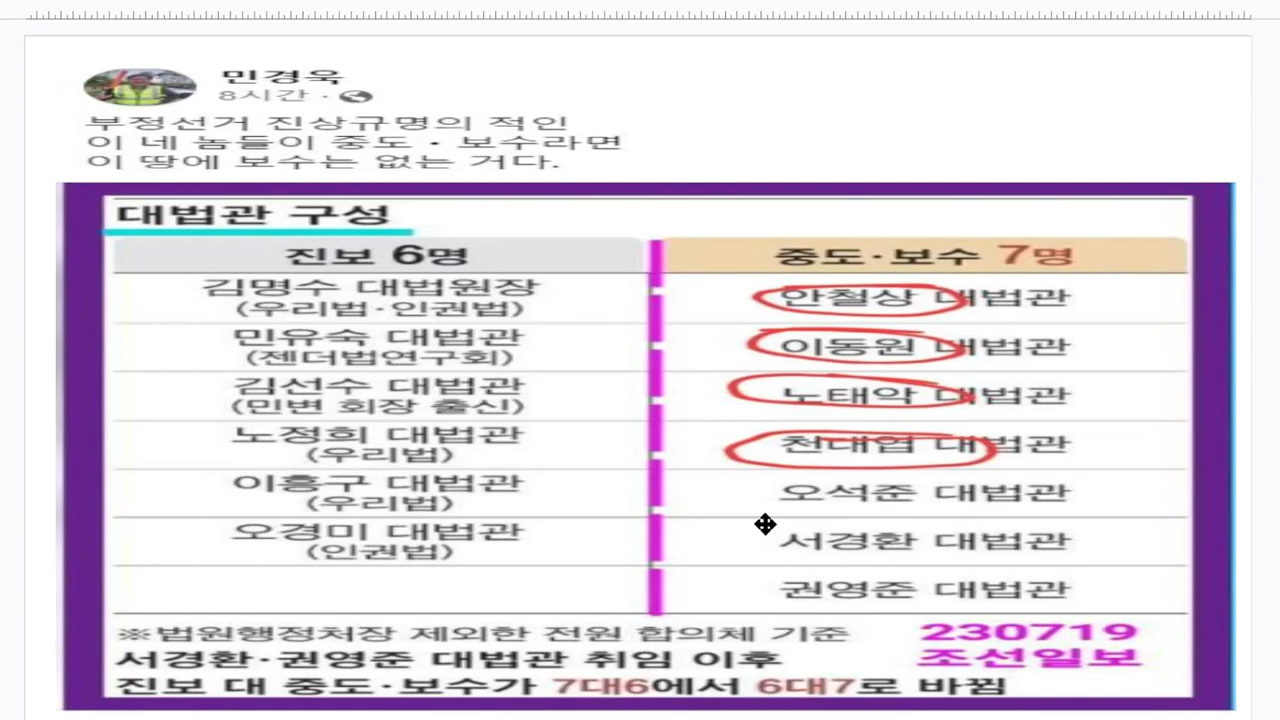 민경욱
8시간 ·
부정선거 진상규명의 적인
이 네 놈들이 중도·보수라면
이 땅에 보수는 없는 거다.
대법관 구성
진보 6명
중도·보수 7명
김명수 대법원장
(우리법·인권법)
안철상 대법관
민유숙 대법관
(젠더법연구회)
이동원 대법관
김선수 대법관
(민변 회장 출신)
노태악 대법관
노정희 대법관
(우리법)
천대엽 대법관
이흥구 대법관
(우리법)
오석준 대법관
오경미 대법관
(인권법)
서경환 대법관
권영준 대법관
※법원행정처장 제외한 전원 합의체 기준
230719
서경환·권영준 대법관 취임 이후
조선일보
진보 대 중도·보수가 7대6에서 6대7로 바뀜